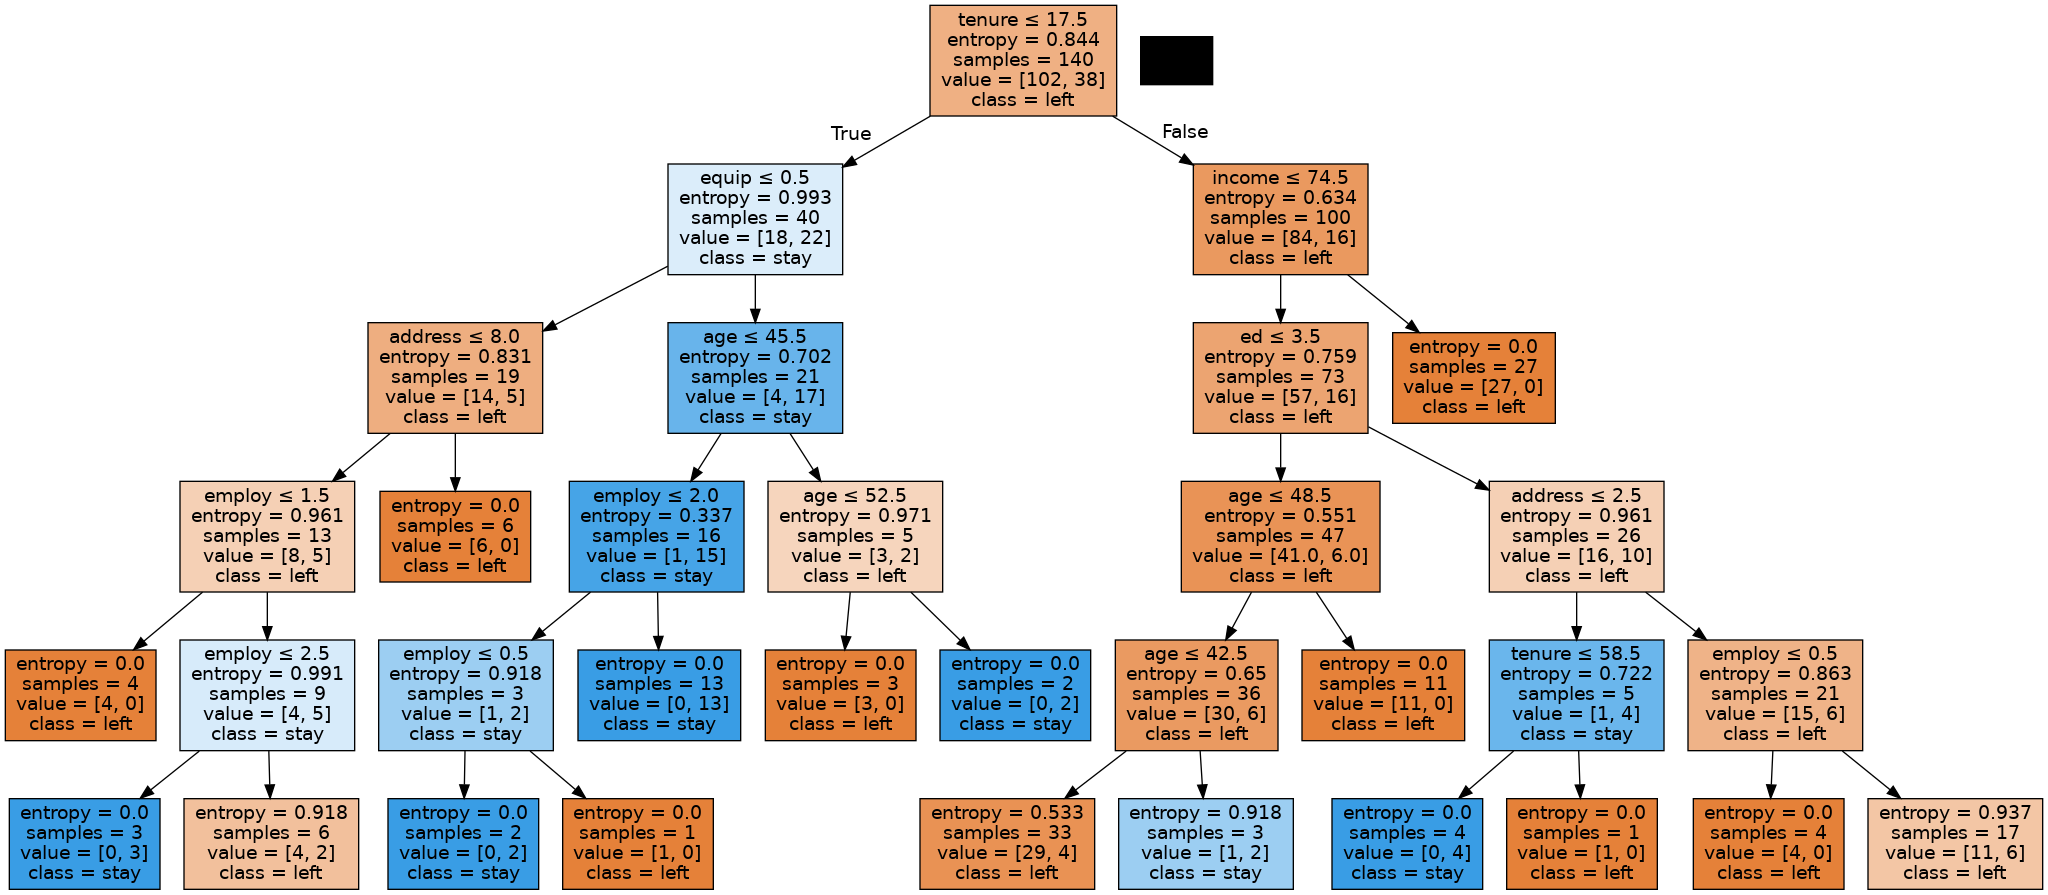 tenure ≤ 17.5
entropy = 0.844
samples = 140
value = [102, 38]
class = left
True
False
equip ≤ 0.5
entropy = 0.993
samples = 40
value = [18, 22]
class = stay
income ≤ 74.5
entropy = 0.634
samples = 100
value = [84, 16]
class = left
address ≤ 8.0
entropy = 0.831
samples = 19
value = [14, 5]
class = left
age ≤ 45.5
entropy = 0.702
samples = 21
value = [4, 17]
class = stay
ed ≤ 3.5
entropy = 0.759
samples = 73
value = [57, 16]
class = left
entropy = 0.0
samples = 27
value = [27, 0]
class = left
employ ≤ 1.5
entropy = 0.961
samples = 13
value = [8, 5]
class = left
entropy = 0.0
samples = 6
value = [6, 0]
class = left
employ ≤ 2.0
entropy = 0.337
samples = 16
value = [1, 15]
class = stay
age ≤ 52.5
entropy = 0.971
samples = 5
value = [3, 2]
class = left
age ≤ 48.5
entropy = 0.551
samples = 47
value = [41.0, 6.0]
class = left
address ≤ 2.5
entropy = 0.961
samples = 26
value = [16, 10]
class = left
entropy = 0.0
samples = 4
value = [4, 0]
class = left
employ ≤ 2.5
entropy = 0.991
samples = 9
value = [4, 5]
class = stay
employ ≤ 0.5
entropy = 0.918
samples = 3
value = [1, 2]
class = stay
entropy = 0.0
samples = 13
value = [0, 13]
class = stay
entropy = 0.0
samples = 3
value = [3, 0]
class = left
entropy = 0.0
samples = 2
value = [0, 2]
class = stay
age ≤ 42.5
entropy = 0.65
samples = 36
value = [30, 6]
class = left
entropy = 0.0
samples = 11
value = [11, 0]
class = left
tenure ≤ 58.5
entropy = 0.722
samples = 5
value = [1, 4]
class = stay
employ ≤ 0.5
entropy = 0.863
samples = 21
value = [15, 6]
class = left
entropy = 0.0
samples = 3
value = [0, 3]
class = stay
entropy = 0.918
samples = 6
value = [4, 2]
class = left
entropy = 0.0
samples = 2
value = [0, 2]
class = stay
entropy = 0.0
samples = 1
value = [1, 0]
class = left
entropy = 0.533
samples = 33
value = [29, 4]
class = left
entropy = 0.918
samples = 3
value = [1, 2]
class = stay
entropy = 0.0
samples = 4
value = [0, 4]
class = stay
entropy = 0.0
samples = 1
value = [1, 0]
class = left
entropy = 0.0
samples = 4
value = [4, 0]
class = left
entropy = 0.937
samples = 17
value = [11, 6]
class = left